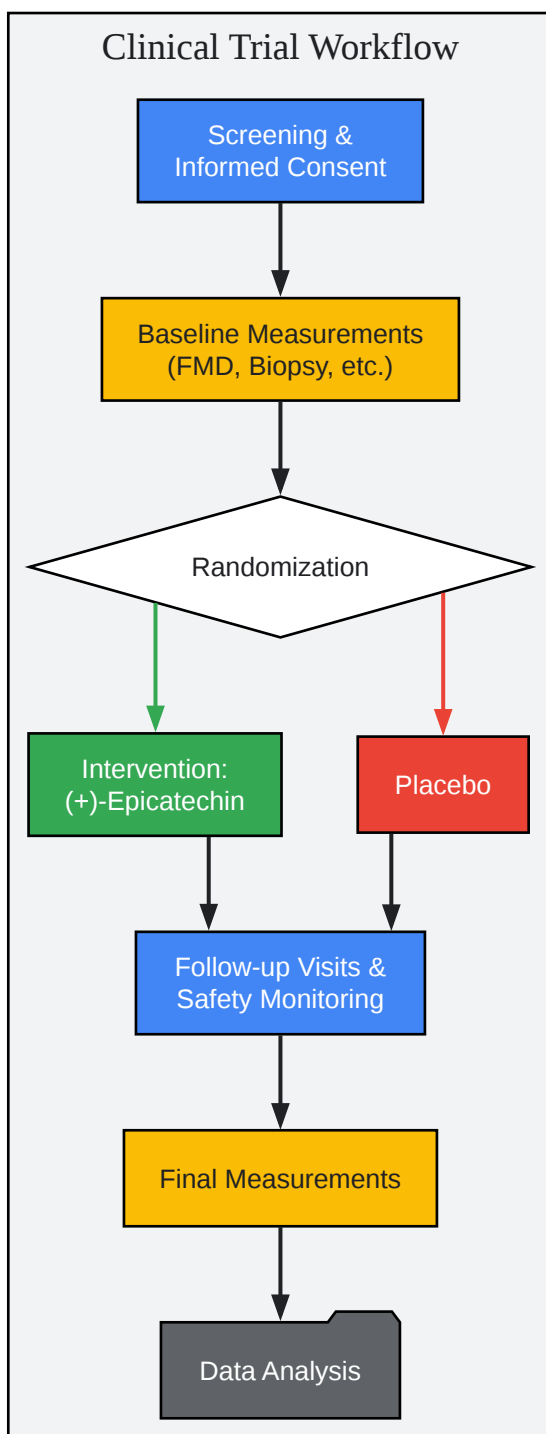 Clinical Trial Workflow
Screening &
Informed Consent
Baseline Measurements
(FMD, Biopsy, etc.)
Randomization
Intervention:
(+)-Epicatechin
Placebo
Follow-up Visits &
Safety Monitoring
Final Measurements
Data Analysis